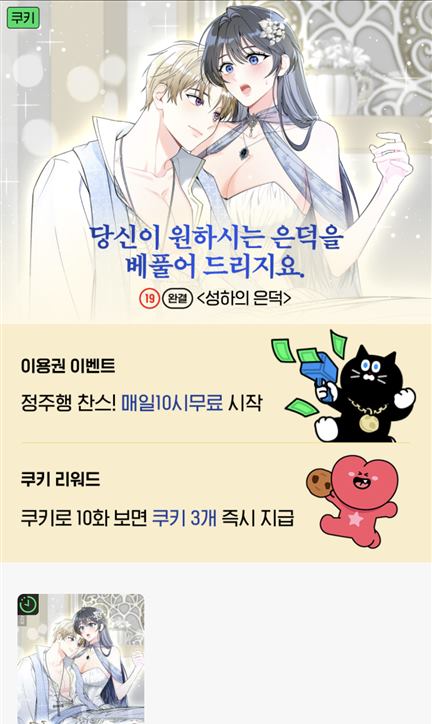 쿠키
당신이 원하시는 은덕을
베풀어 드리지요.
19 완결 <성하의 은덕>
이용권 이벤트
정주행 찬스! 매일10시무료 시작
쿠키 리워드
쿠키로 10화 보면 쿠키 3개 즉시 지급